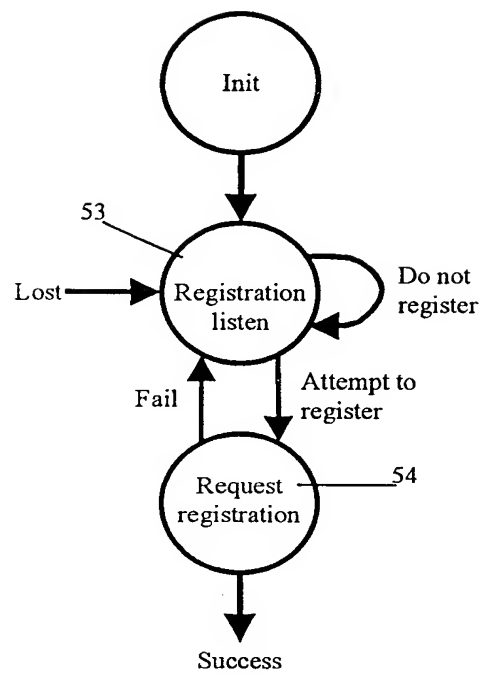 Init
53
Lost
Registration
listen
Do not
register
Fail
Attempt to
register
Request
registration
54
Success